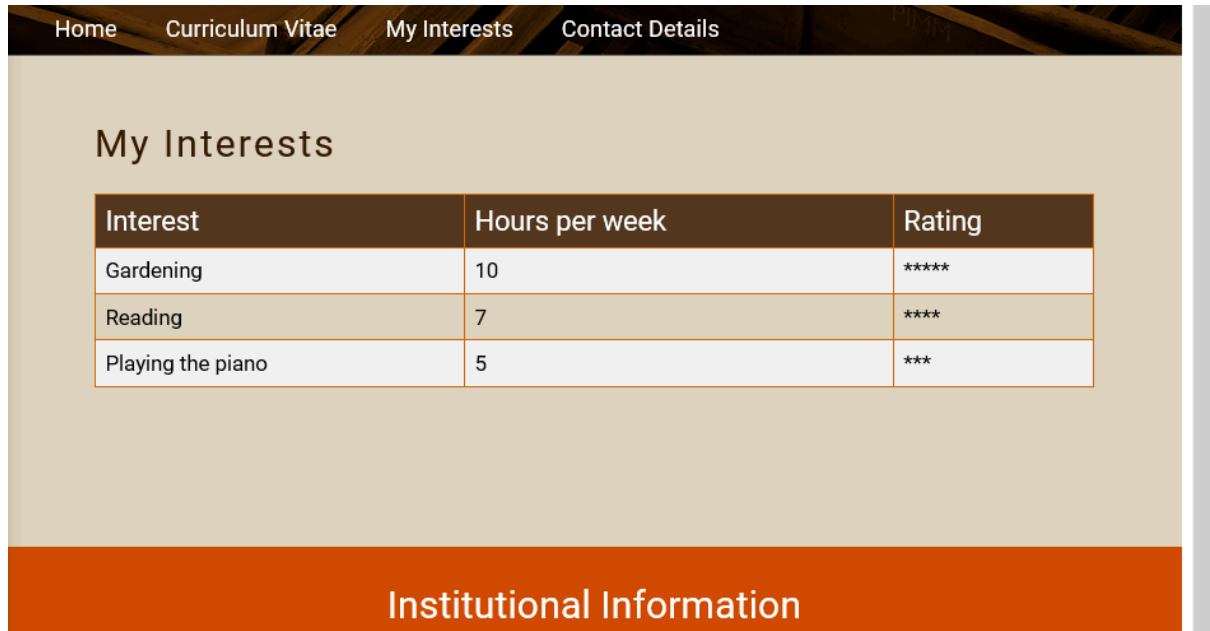 Home Curriculum Vitae My Interests Contact Details
My Interests
Interest Hours per week Rating
Gardening 10 *****
Reading 7 ****
Playing the piano 5 ***
Institutional Information